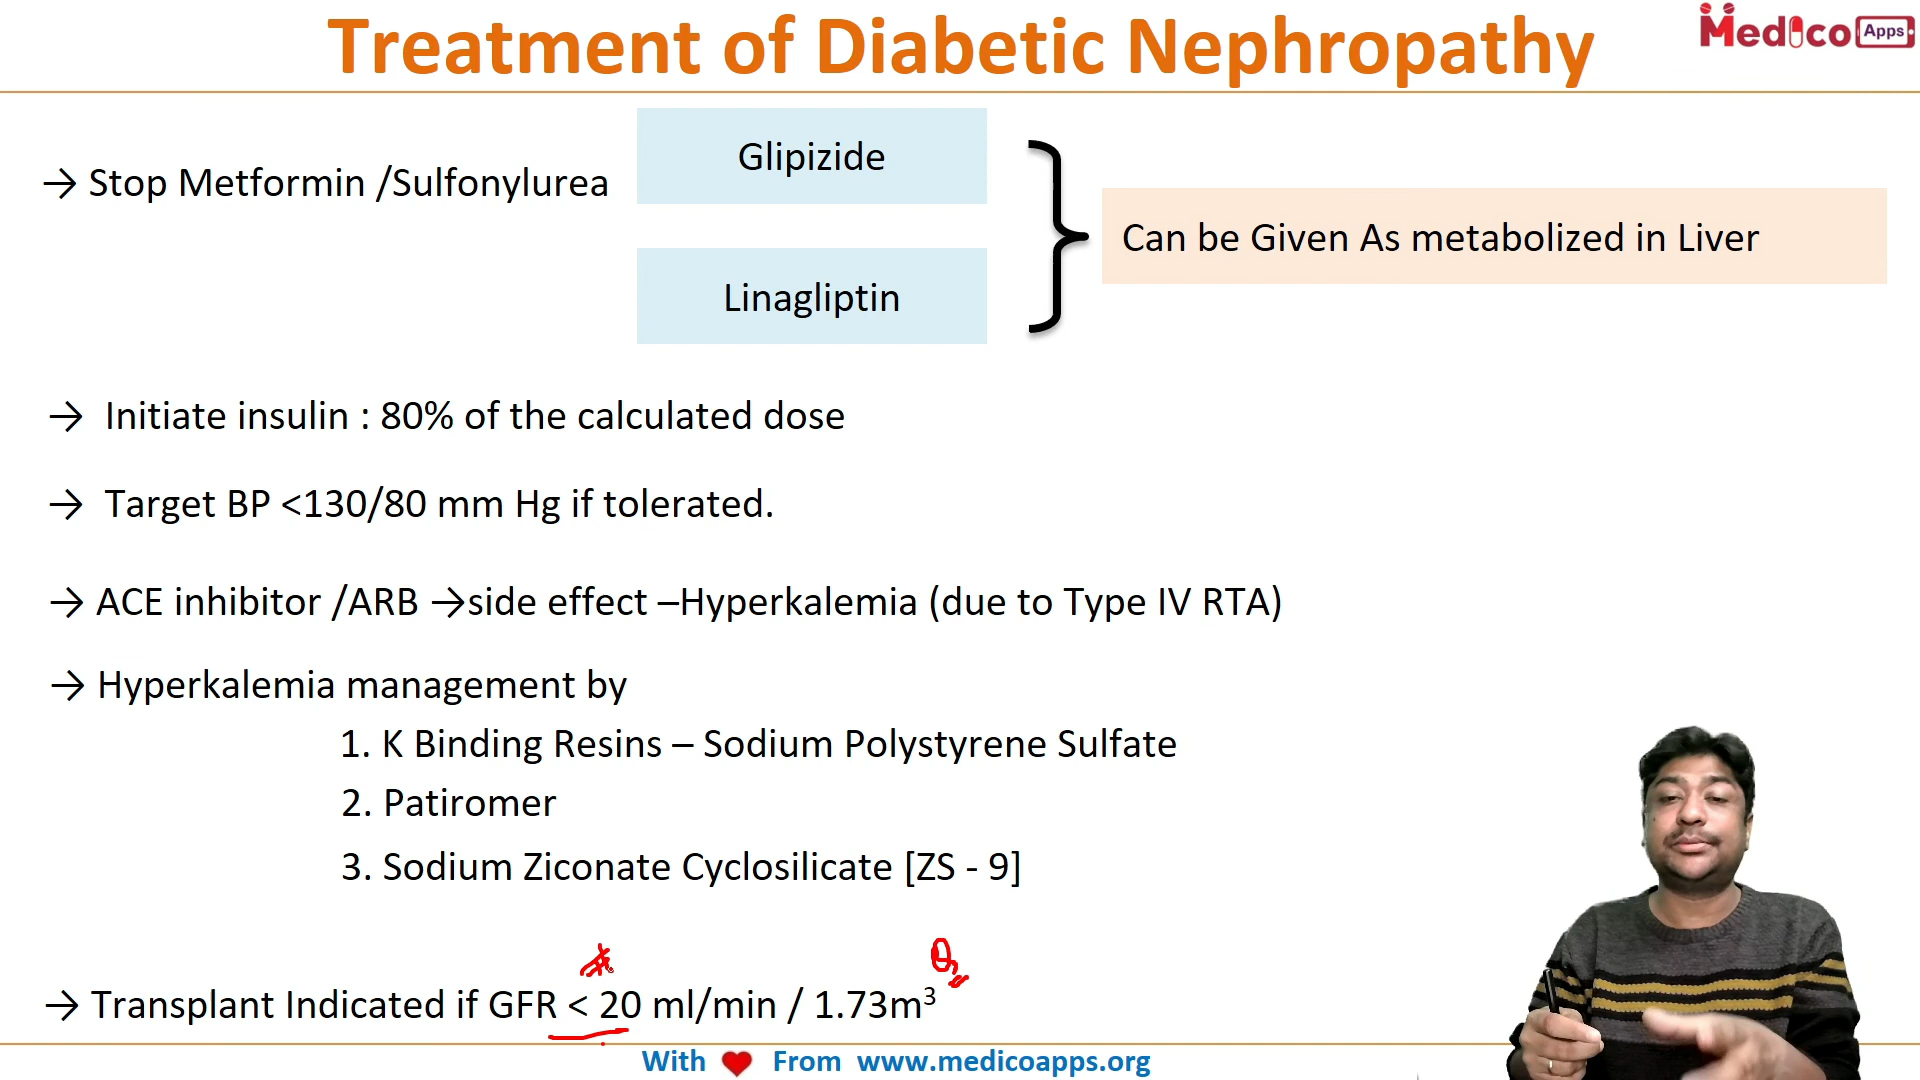 Treatment of Diabetic Nephropathy
Medico Apps
→ Stop Metformin /Sulfonylurea
Glipizide
Linagliptin
Can be Given As metabolized in Liver
→ Initiate insulin : 80% of the calculated dose
→ Target BP <130/80 mm Hg if tolerated.
→ ACE inhibitor /ARB →side effect –Hyperkalemia (due to Type IV RTA)
→ Hyperkalemia management by
1. K Binding Resins – Sodium Polystyrene Sulfate
2. Patiromer
3. Sodium Ziconate Cyclosilicate [ZS - 9]
→ Transplant Indicated if GFR < 20 ml/min / 1.73m³
With ❤ From www.medicoapps.org